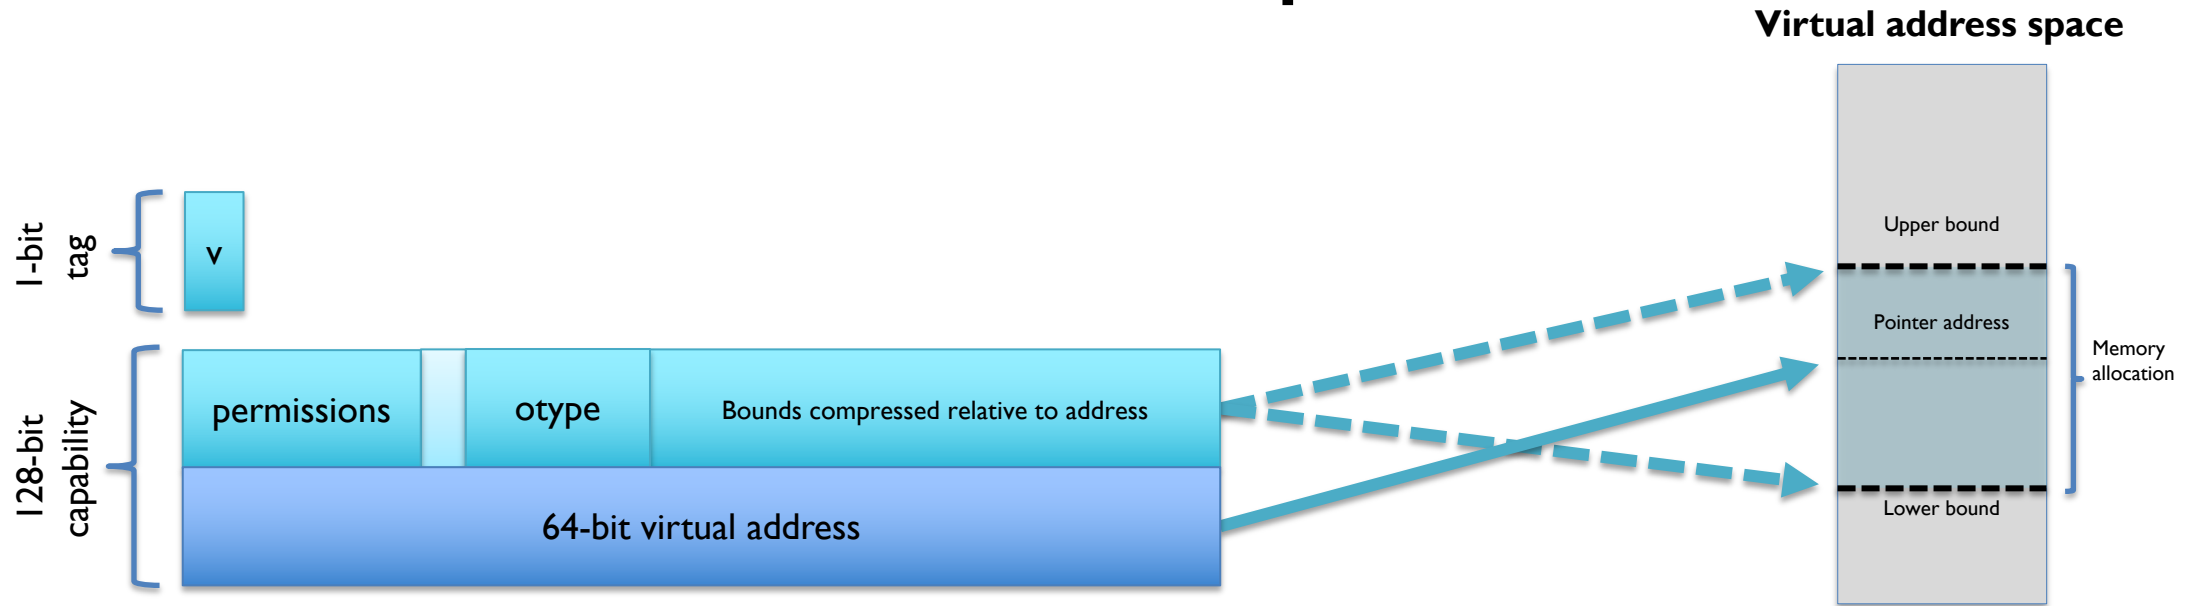 Virtual address space
1-bit
tag
v
Upper bound
Pointer address
Memory
allocation
128-bit
capability
permissions
otype
Bounds compressed relative to address
64-bit virtual address
Lower bound